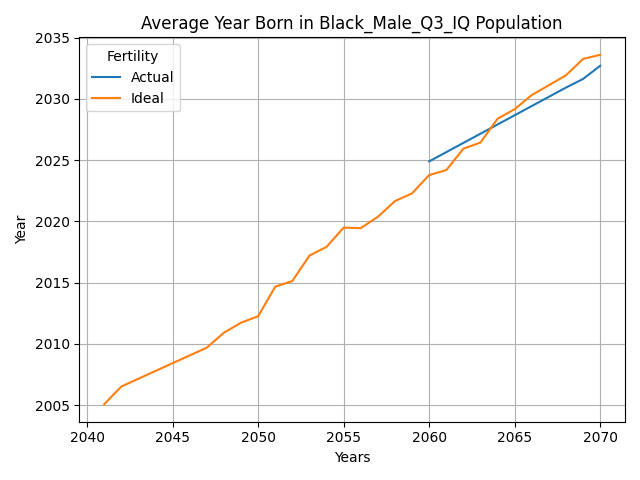 Average Year Born in Black_Male_Q3_IQ Population
Fertility
Actual
Ideal
Year
2035
2030
2025
2020
2015
2010
2005
2040 2045 2050 2055 2060 2065 2070
Years